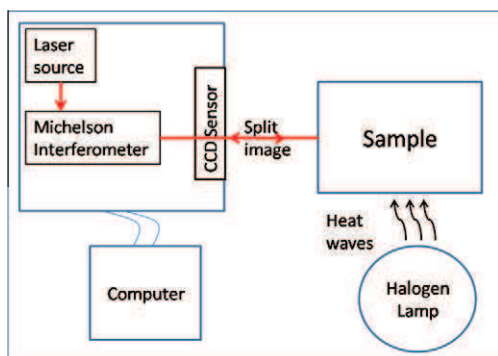 Laser
source
Michelson
Interferometer
CCD Sensor
Split
image
Sample
Heat
waves
Computer
Halogen
Lamp